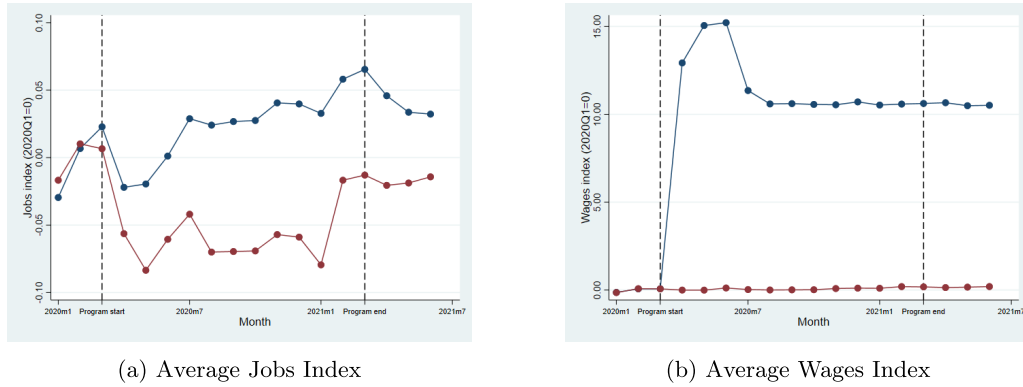 0.10
0.05
0.00
-0.05
-0.10
Jobs index (2020Q1=0)
2020m1 Program start 2020m7 2021m1 Program end 2021m7
Month
(a) Average Jobs Index
15.00
10.00
5.00
0.00
Wages index (2020Q1=0)
2020m1 Program start 2020m7 2021m1 Program end 2021m7
Month
(b) Average Wages Index